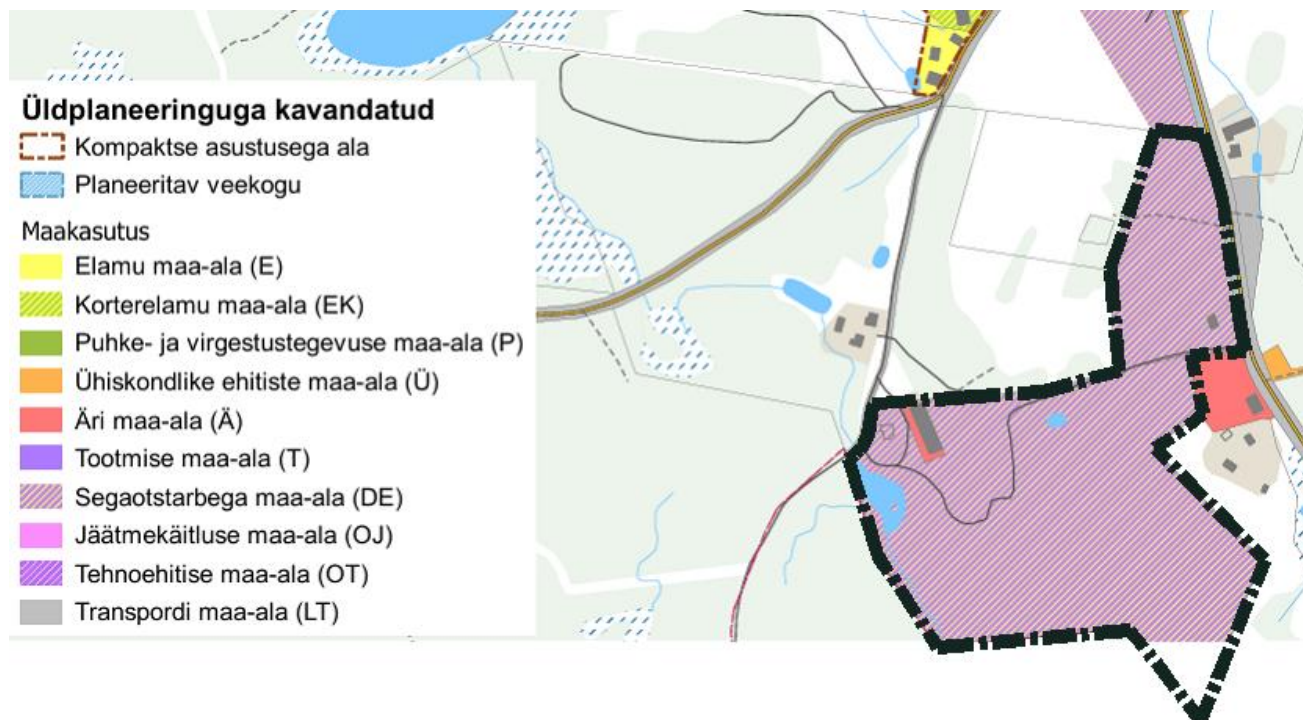 Üldplaneeringuga kavandatud
Kompaktse asustusega ala
Planeeritav veekogu
Maakasutus
Elamu maa-ala (E)
Korterelamu maa-ala (EK)
Puhke- ja virgestustegevuse maa-ala (P)
Ühiskondlike ehitiste maa-ala (Ü)
Äri maa-ala (Ä)
Tootmise maa-ala (T)
Segaotstarbega maa-ala (DE)
Jäätmekäitluse maa-ala (OJ)
Tehnoehitise maa-ala (OT)
Transpordi maa-ala (LT)